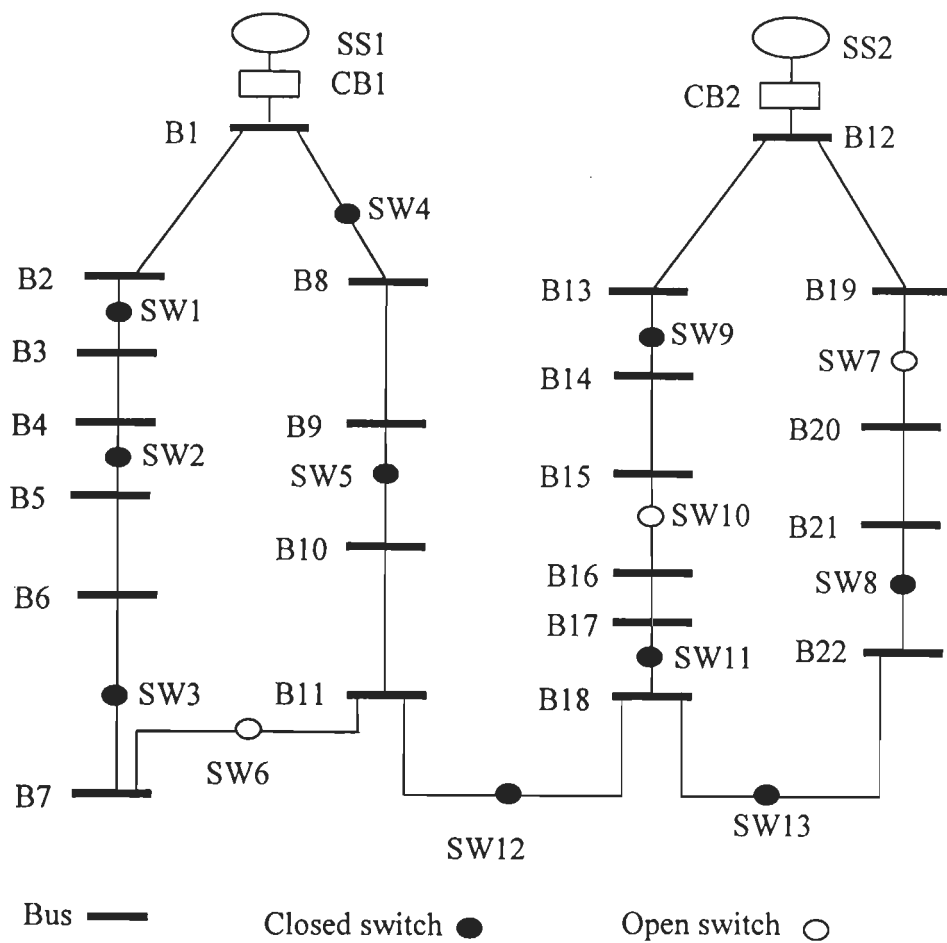 SS1
SS2
CB1
CB2
B1
B12
SW4
B2
B8
B13
B19
SW1
SW9
B3
B14
SW7
B4
B9
B20
SW2
SW5
B15
B5
SW10
B21
B10
B16
SW8
B6
B17
SW11
B22
SW3
B11
B18
SW6
B7
SW12
SW13
Bus
Closed switch
Open switch